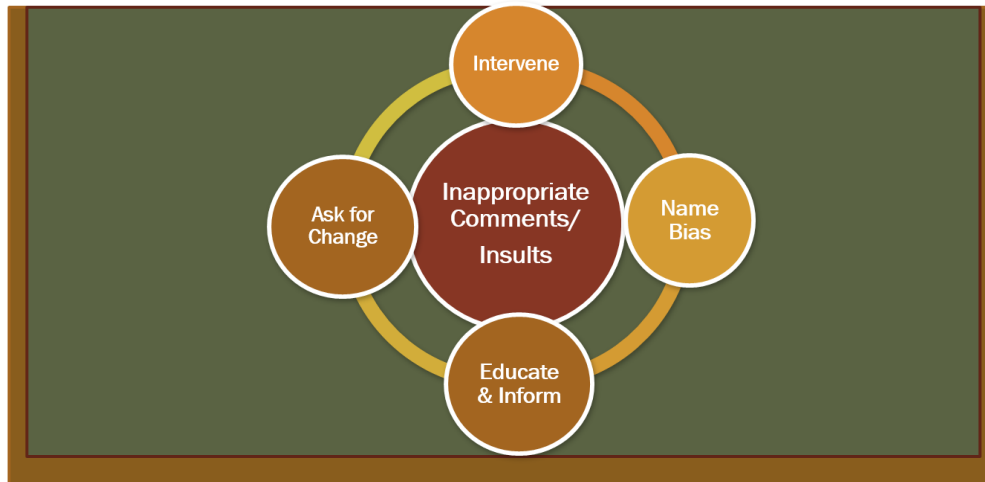 Intervene
Inappropriate
Comments/
Insults
Name
Bias
Educate
& Inform
Ask for
Change